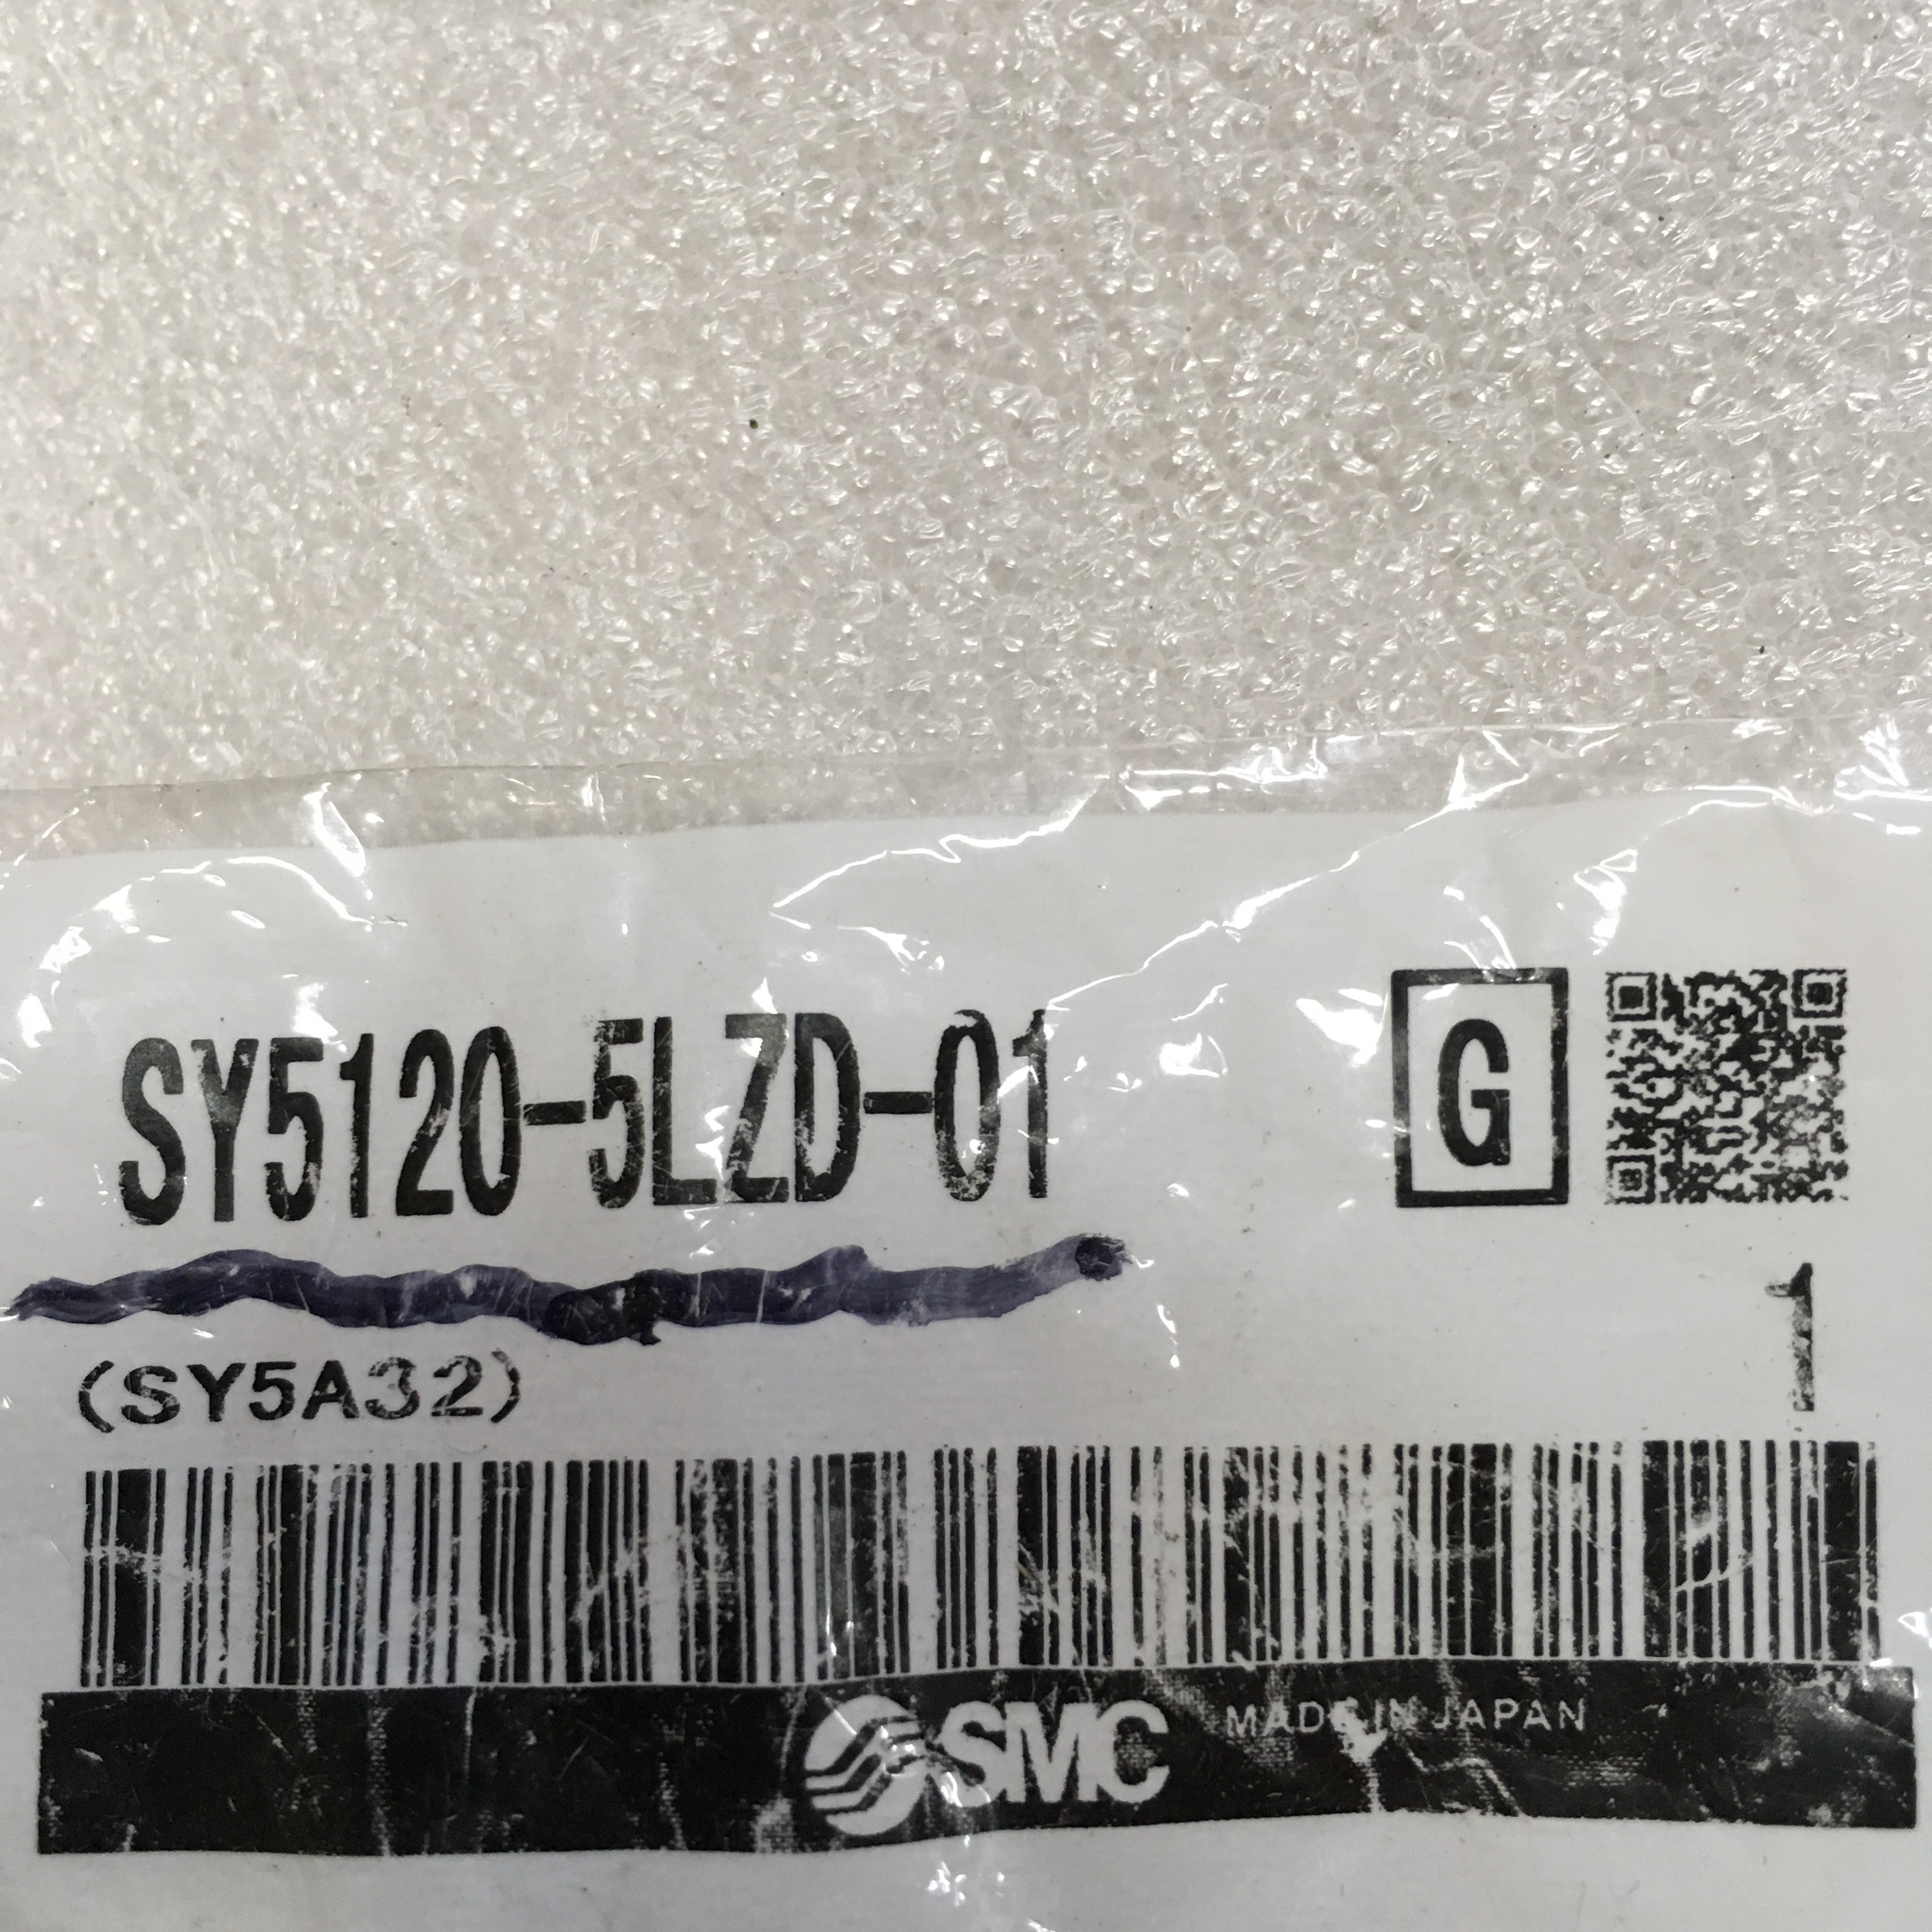 SY5120-5LZD-01
G
1
(SY5A32)
SMC MADE IN JAPAN